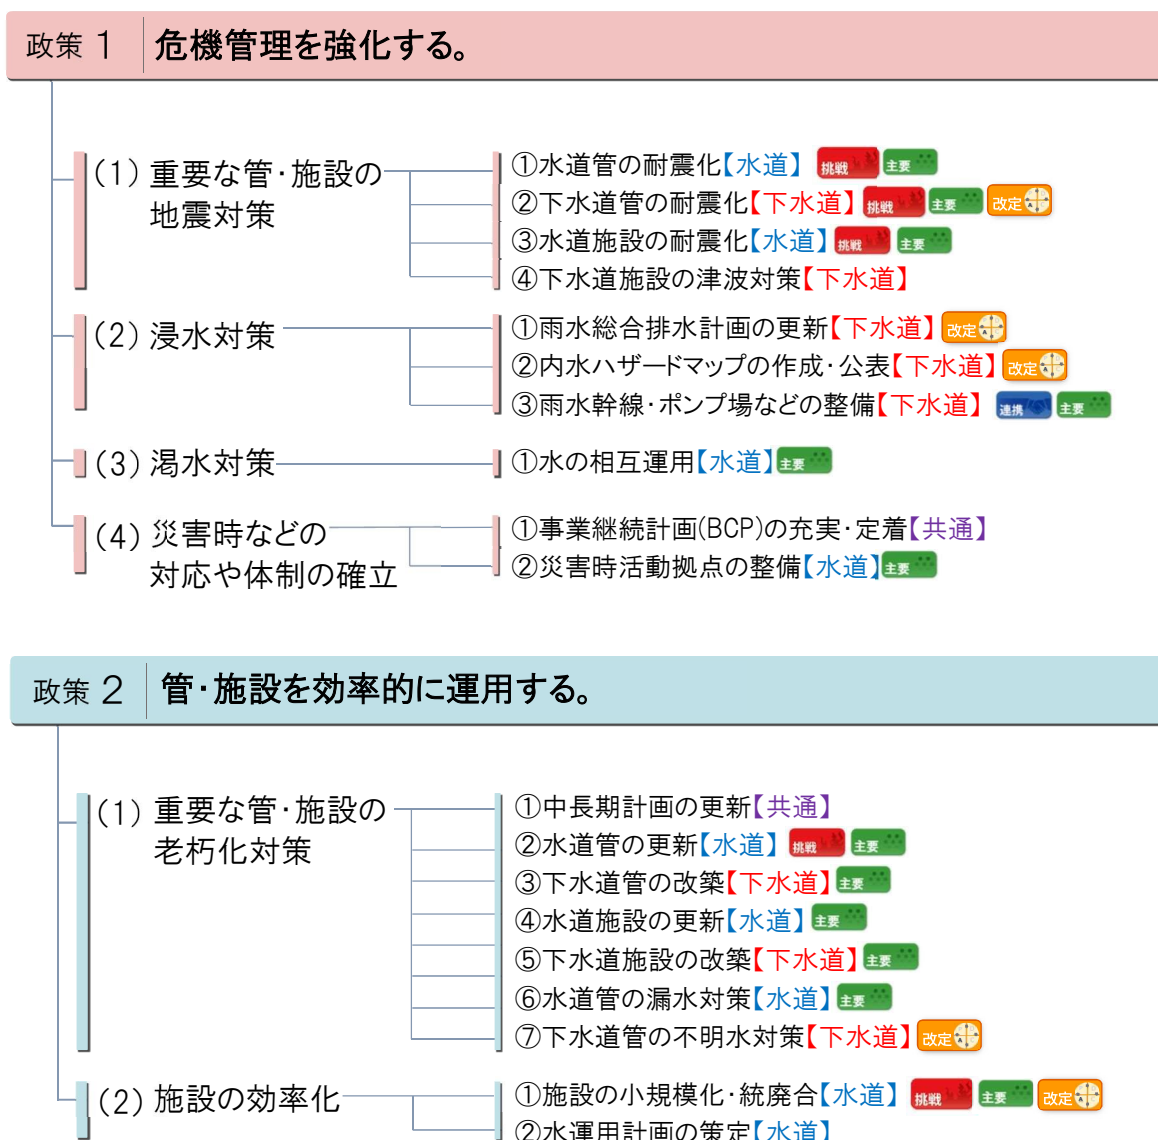 政策 1 危機管理を強化する。
(1) 重要な管・施設の
地震対策
①水道管の耐震化【水道】 挑戦 主要
②下水道管の耐震化【下水道】 挑戦 主要 改定
③水道施設の耐震化【水道】 挑戦 主要
④下水道施設の津波対策【下水道】
(2) 浸水対策
①雨水総合排水計画の更新【下水道】 改定
②内水ハザードマップの作成・公表【下水道】 改定
③雨水幹線・ポンプ場などの整備【下水道】 連携 主要
(3) 渇水対策
①水の相互運用【水道】 主要
(4) 災害時などの
対応や体制の確立
①事業継続計画(BCP)の充実・定着【共通】
②災害時活動拠点の整備【水道】 主要
政策 2 管・施設を効率的に運用する。
(1) 重要な管・施設の
老朽化対策
①中長期計画の更新【共通】
②水道管の更新【水道】 挑戦 主要
③下水道管の改築【下水道】 主要
④水道施設の更新【水道】 主要
⑤下水道施設の改築【下水道】 主要
⑥水道管の漏水対策【水道】 主要
⑦下水道管の不明水対策【下水道】 改定
(2) 施設の効率化
①施設の小規模化・統廃合【水道】 挑戦 主要 改定
②水運用計画の策定【水道】